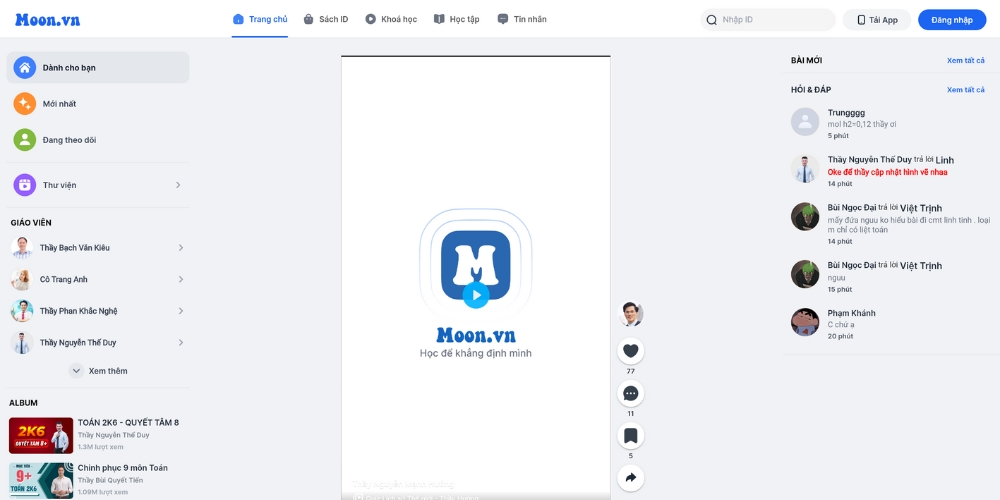 Moon.vn
Trang chủ
Sách ID
Khoá học
Học tập
Tin nhắn
Nhập ID
Tải App
Đăng nhập
Dành cho bạn
Mới nhất
Đang theo dõi
Thư viện
GIÁO VIÊN
Thầy Bạch Văn Kiêu
Cô Trang Anh
Thầy Phan Khắc Nghệ
Thầy Nguyễn Thế Duy
Xem thêm
ALBUM
2K6
QUYẾT TÂM 8+
TOÁN 2K6 - QUYẾT TÂM 8
Thầy Nguyễn Thế Duy
1.3M lượt xem
9+
TOÁN 2K6
Chinh phục 9 môn Toán
Thầy Bùi Quyết Tiến
1.09M lượt xem
M
Moon.vn
Học để khẳng định mình
77
11
5
BÀI MỚI
Xem tất cả
HỎI & ĐÁP
Xem tất cả
Trungggg
mol h2=0,12 thầy ơi
5 phút
Thầy Nguyễn Thế Duy trả lời Linh
Oke để thầy cập nhật hình vẽ nhaa
14 phút
Bùi Ngọc Đại trả lời Việt Trịnh
mấy đứa nguu ko hiểu bài đi cmt linh tinh . loại
m chỉ có liệt toán
14 phút
Bùi Ngọc Đại trả lời Việt Trịnh
nguu
15 phút
Phạm Khánh
C chứ ạ
20 phút